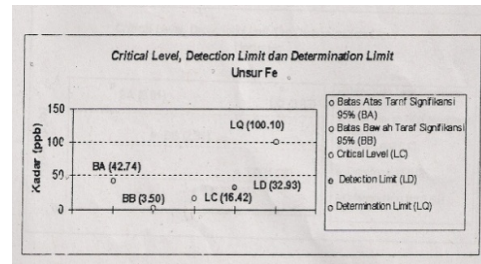 Critical Level, Detection Limit dan Determination Limit
Unsur Fe
Kadar (ppb)
150
100
50
0
BA (42.74)
BB (3.50)
LC (16.42)
LD (32.93)
LQ (100.10)
Batas Atas Taraf Signifikansi
95% (BA)
Batas Bawah Taraf Signifikansi
95% (BB)
Critical Level (LC)
Detection Limit (LD)
Determination Limit (LQ)